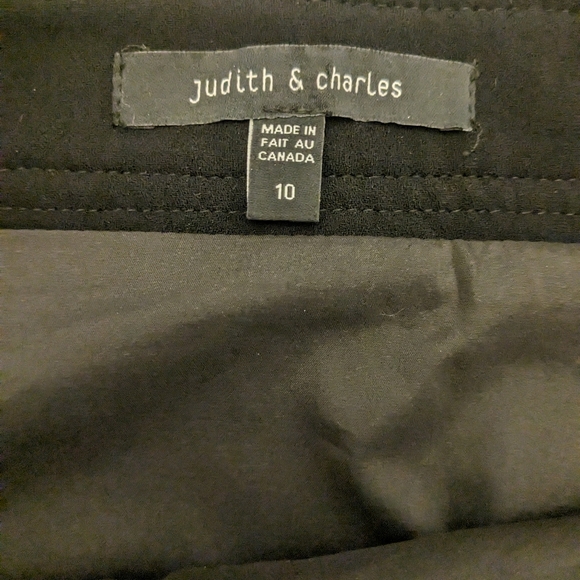 Judith & charles
MADE IN
FAIT AU
CANADA
10